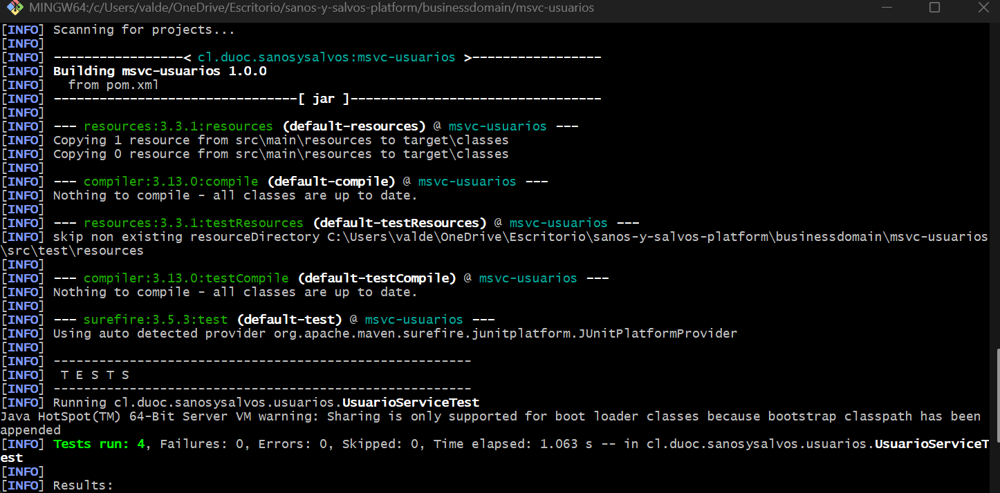 MINGW64:/c/Users/valde/OneDrive/Escritorio/sanos-y-salvos-platform/businessdomain/msvc-usuarios
[INFO] Scanning for projects...
[INFO]
[INFO] -----------------< cl.duoc.sanosysalvos:msvc-usuarios >-----------------
[INFO] Building msvc-usuarios 1.0.0
[INFO]   from pom.xml
[INFO] --------------------------------[ jar ]---------------------------------
[INFO]
[INFO] --- resources:3.3.1:resources (default-resources) @ msvc-usuarios ---
[INFO] Copying 1 resource from src\main\resources to target\classes
[INFO] Copying 0 resource from src\main\resources to target\classes
[INFO]
[INFO] --- compiler:3.13.0:compile (default-compile) @ msvc-usuarios ---
[INFO] Nothing to compile - all classes are up to date.
[INFO]
[INFO] --- resources:3.3.1:testResources (default-testResources) @ msvc-usuarios ---
[INFO] skip non existing resourceDirectory C:\Users\valde\OneDrive\Escritorio\sanos-y-salvos-platform\businessdomain\msvc-usuarios
\src\test\resources
[INFO]
[INFO] --- compiler:3.13.0:testCompile (default-testCompile) @ msvc-usuarios ---
[INFO] Nothing to compile - all classes are up to date.
[INFO]
[INFO] --- surefire:3.5.3:test (default-test) @ msvc-usuarios ---
[INFO] Using auto detected provider org.apache.maven.surefire.junitplatform.JUnitPlatformProvider
[INFO]
[INFO] -------------------------------------------------------
[INFO]  T E S T S
[INFO] -------------------------------------------------------
[INFO] Running cl.duoc.sanosysalvos.usuarios.UsuarioServiceTest
Java HotSpot(TM) 64-Bit Server VM warning: Sharing is only supported for boot loader classes because bootstrap classpath has been
appended
[INFO] Tests run: 4, Failures: 0, Errors: 0, Skipped: 0, Time elapsed: 1.063 s -- in cl.duoc.sanosysalvos.usuarios.UsuarioServiceT
est
[INFO]
[INFO] Results: